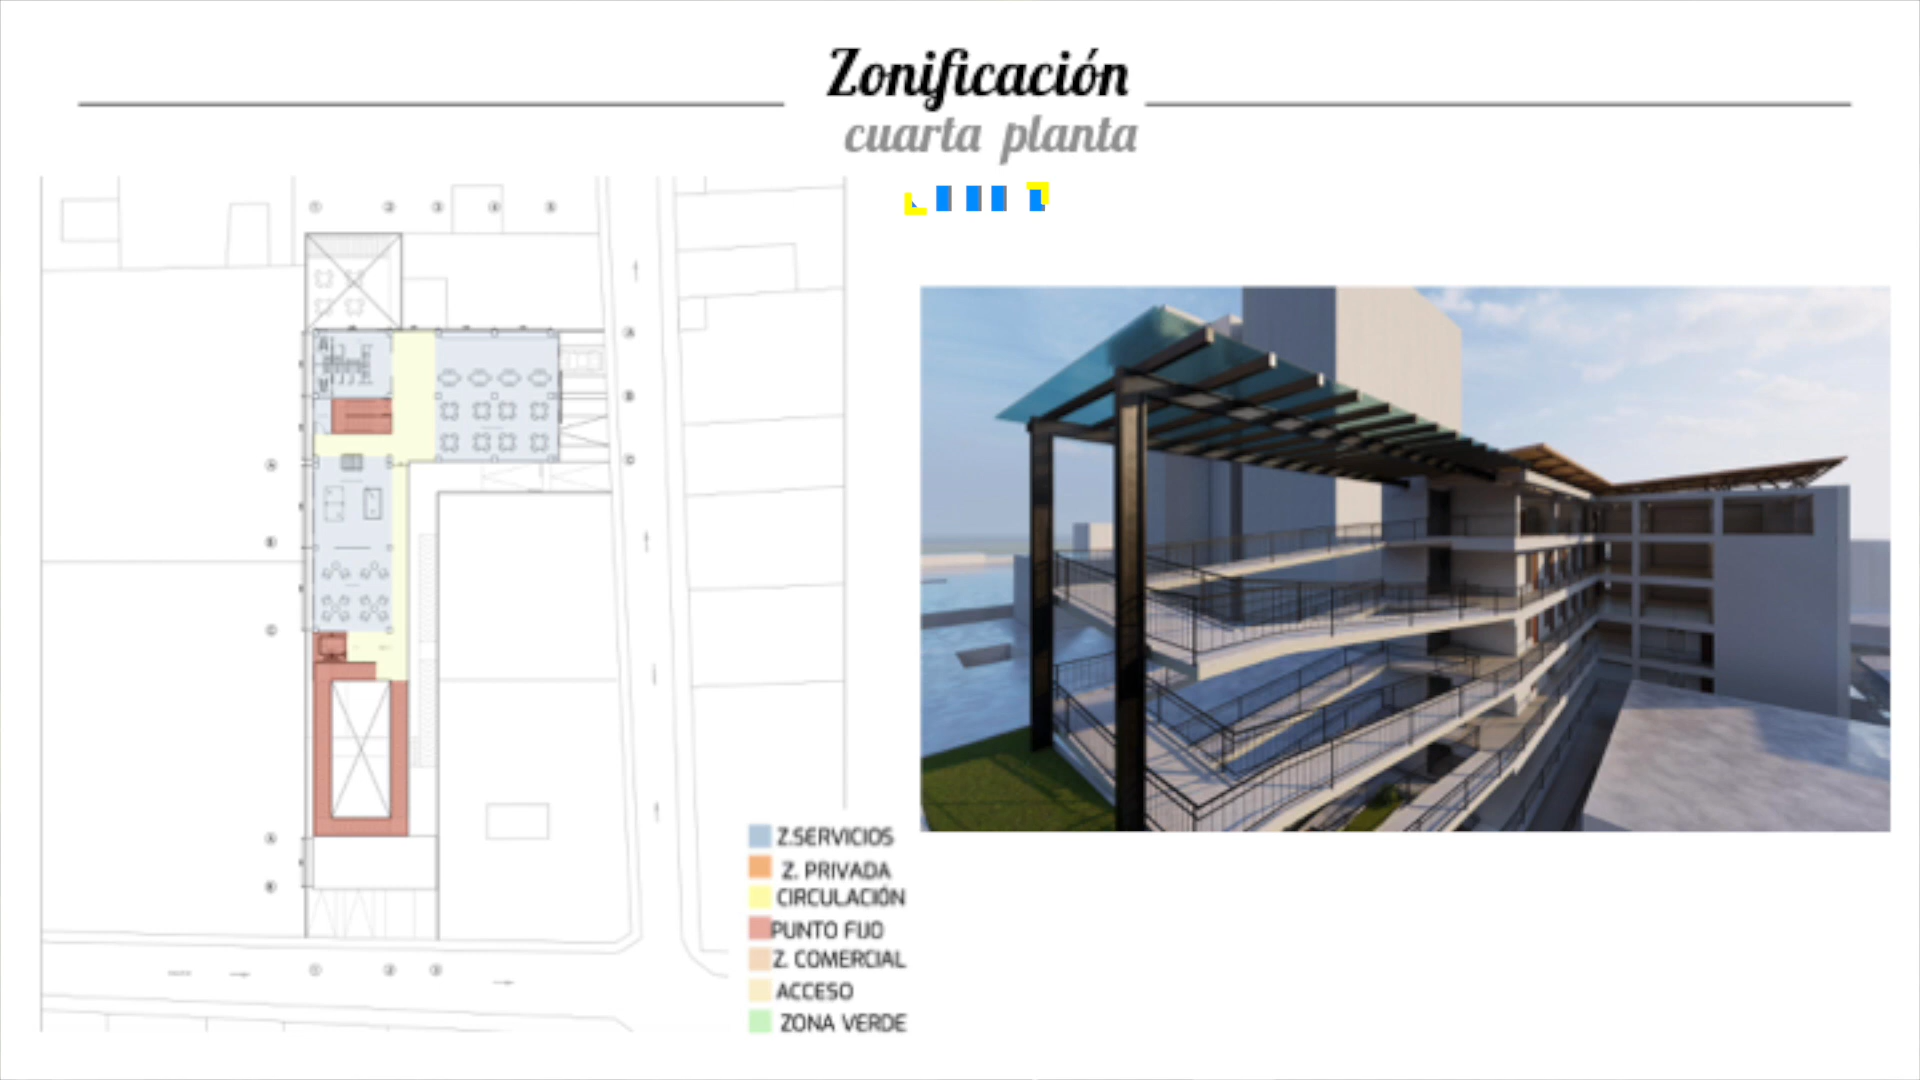 Zonificación
cuarta planta
Z.SERVICIOS
Z. PRIVADA
CIRCULACIÓN
PUNTO FIJO
Z. COMERCIAL
ACCESO
ZONA VERDE